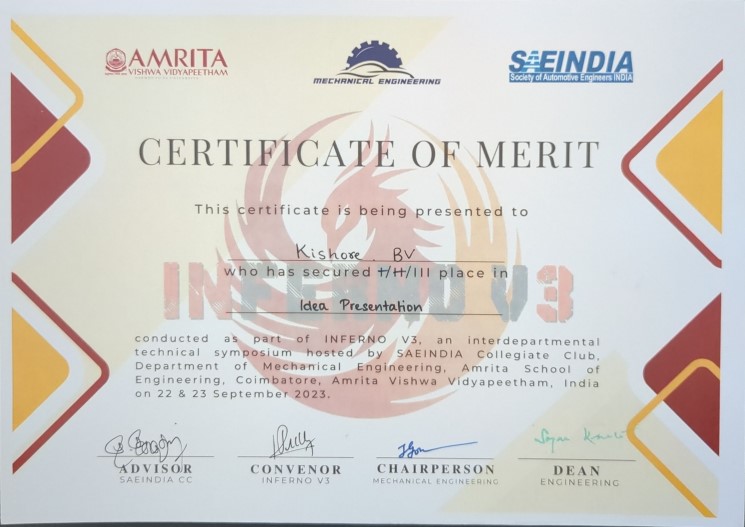 AMRITA
VISHWA VIDYAPEETHAM
MECHANICAL ENGINEERING
SAEINDIA
Society of Automotive Engineers INDIA
CERTIFICATE OF MERIT
This certificate is being presented to
Kishore. BV
INFERNO V3
who has secured I/II/III place in
Idea Presentation
conducted as part of INFERNO V3, an interdepartmental
technical symposium hosted by SAEINDIA Collegiate Club,
Department of Mechanical Engineering, Amrita School of
Engineering, Coimbatore, Amrita Vishwa Vidyapeetham, India
on 22 & 23 September 2023.
ADVISOR
SAEINDIA CC
CONVENOR
INFERNO V3
CHAIRPERSON
MECHANICAL ENGINEERING
DEAN
ENGINEERING